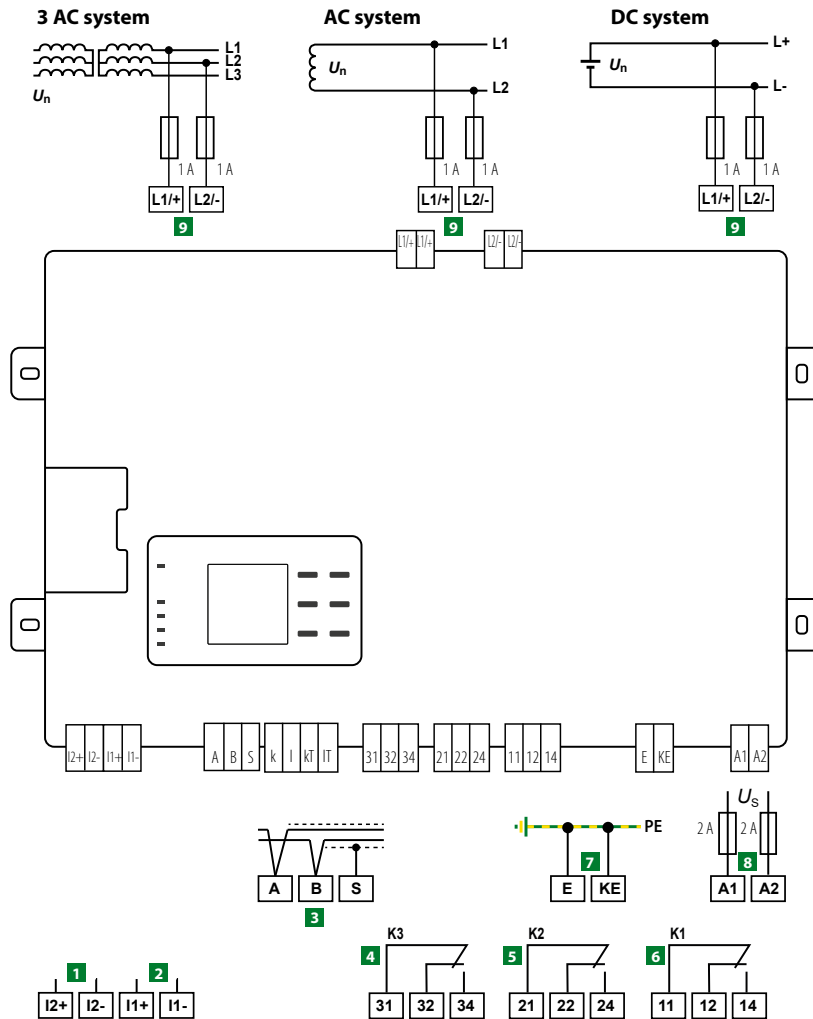 3 AC system AC system DC system
L1 L1 L+
L2
L3
Un Un Un
L2 L-
1 A 1 A 1 A 1 A 1 A 1 A
L1/+ L2/- L1/+ L2/- L1/+ L2/-
9 9 9
L1/+ L1/+ L2/- L2/-
I2+ I2- I1+ I1- A B S k l kT lT 31 32 34 21 22 24 11 12 14 E KE A1 A2
US
PE 2 A 2 A
7 8
A B S E KE A1 A2
3
K3 K2 K1
4 5 6
1 2
I2+ I2- I1+ I1- 31 32 34 21 22 24 11 12 14